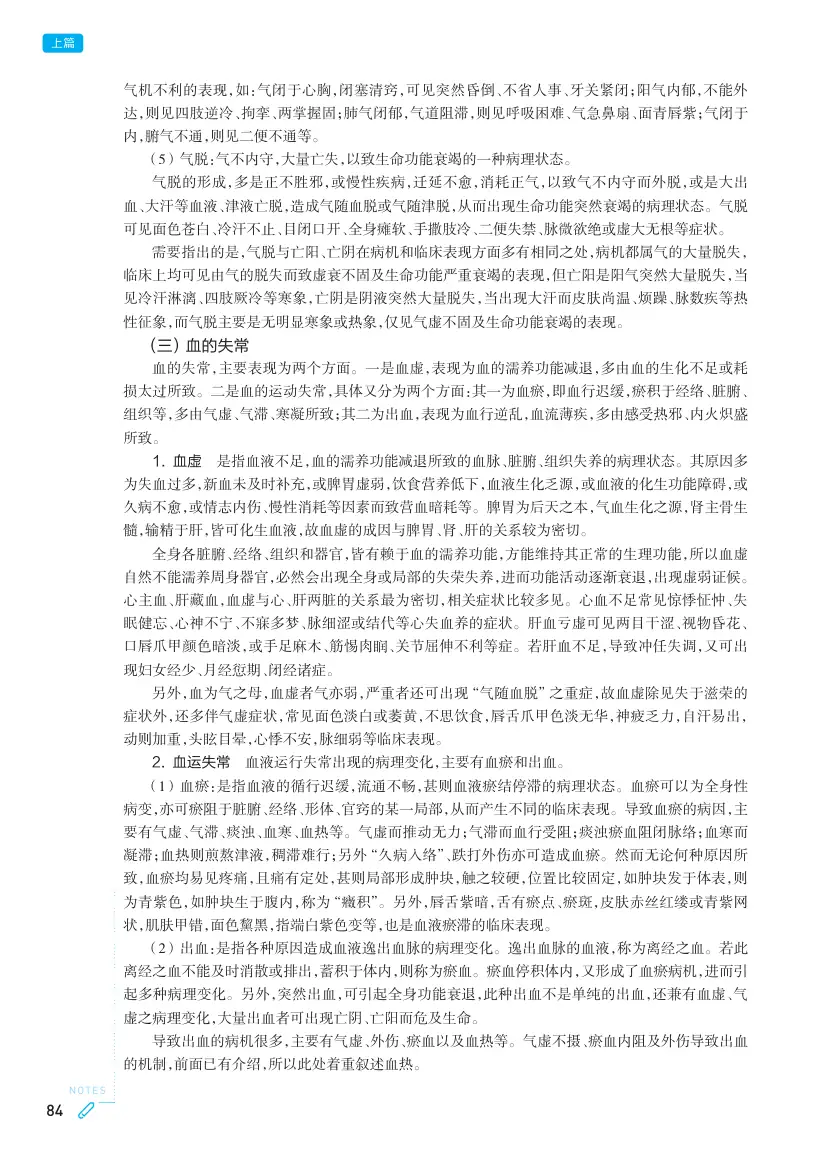 上篇
气机不利的表现,如:气闭于心胸,闭塞清窍,可见突然昏倒、不省人事、牙关紧闭;阳气内郁,不能外
达,则见四肢逆冷、拘挛、两掌握固;肺气闭郁,气道阻滞,则见呼吸困难、气急鼻扇、面青唇紫;气闭于
内,腑气不通,则见二便不通等。
(5)气脱:气不内守,大量亡失,以致生命功能衰竭的一种病理状态。
气脱的形成,多是正不胜邪,或慢性疾病,迁延不愈,消耗正气,以致气不内守而外脱,或是大出
血、大汗等血液、津液亡脱,造成气随血脱或气随津脱,从而出现生命功能突然衰竭的病理状态。气脱
可见面色苍白、冷汗不止、目闭口开、全身瘫软、手撒肢冷、二便失禁、脉微欲绝或虚大无根等症状。
需要指出的是,气脱与亡阳、亡阴在病机和临床表现方面多有相同之处,病机都属气的大量脱失,
临床上均可见由气的脱失而致虚衰不固及生命功能严重衰竭的表现,但亡阳是阳气突然大量脱失,当
见冷汗淋漓、四肢厥冷等寒象,亡阴是阴液突然大量脱失,当出现大汗而皮肤尚温、烦躁、脉数疾等热
性征象,而气脱主要是无明显寒象或热象,仅见气虚不固及生命功能衰竭的表现。
(三)血的失常
血的失常,主要表现为两个方面。一是血虚,表现为血的濡养功能减退,多由血的生化不足或耗
损太过所致。二是血的运动失常,具体又分为两个方面:其一为血瘀,即血行迟缓,瘀积于经络、脏腑、
组织等,多由气虚、气滞、寒凝所致;其二为出血,表现为血行逆乱,血流薄疾,多由感受热邪、内火炽盛
所致。
1. 血虚 是指血液不足,血的濡养功能减退所致的血脉、脏腑、组织失养的病理状态。其原因多
为失血过多,新血未及时补充,或脾胃虚弱,饮食营养低下,血液生化乏源,或血液的化生功能障碍,或
久病不愈,或情志内伤、慢性消耗等因素而致营血暗耗等。脾胃为后天之本,气血生化之源,肾主骨生
髓,输精于肝,皆可化生血液,故血虚的成因与脾胃、肾、肝的关系较为密切。
全身各脏腑、经络、组织和器官,皆有赖于血的濡养功能,方能维持其正常的生理功能,所以血虚
自然不能濡养周身器官,必然会出现全身或局部的失荣失养,进而功能活动逐渐衰退,出现虚弱证候。
心主血、肝藏血,血虚与心、肝两脏的关系最为密切,相关症状比较多见。心血不足常见惊悸怔忡、失
眠健忘、心神不宁、不寐多梦、脉细涩或结代等心失血养的症状。肝血亏虚可见两目干涩、视物昏花、
口唇爪甲颜色暗淡,或手足麻木、筋惕肉瞤、关节屈伸不利等症。若肝血不足,导致冲任失调,又可出
现妇女经少、月经愆期、闭经诸症。
另外,血为气之母,血虚者气亦弱,严重者还可出现“气随血脱”之重症,故血虚除见失于滋荣的
症状外,还多伴气虚症状,常见面色淡白或萎黄,不思饮食,唇舌爪甲色淡无华,神疲乏力,自汗易出,
动则加重,头眩目晕,心悸不安,脉细弱等临床表现。
2. 血运失常 血液运行失常出现的病理变化,主要有血瘀和出血。
(1)血瘀:是指血液的循行迟缓,流通不畅,甚则血液瘀结停滞的病理状态。血瘀可以为全身性
病变,亦可瘀阻于脏腑、经络、形体、官窍的某一局部,从而产生不同的临床表现。导致血瘀的病因,主
要有气虚、气滞、痰浊、血寒、血热等。气虚而推动无力;气滞而血行受阻;痰浊瘀血阻闭脉络;血寒而
凝滞;血热则煎熬津液,稠滞难行;另外“久病入络”、跌打外伤亦可造成血瘀。然而无论何种原因所
致,血瘀均易见疼痛,且痛有定处,甚则局部形成肿块,触之较硬,位置比较固定,如肿块发于体表,则
为青紫色,如肿块生于腹内,称为“癥积”。另外,唇舌紫暗,舌有瘀点、瘀斑,皮肤赤丝红缕或青紫网
状,肌肤甲错,面色黧黑,指端白紫色变等,也是血液瘀滞的临床表现。
(2)出血:是指各种原因造成血液逸出血脉的病理变化。逸出血脉的血液,称为离经之血。若此
离经之血不能及时消散或排出,蓄积于体内,则称为瘀血。瘀血停积体内,又形成了血瘀病机,进而引
起多种病理变化。另外,突然出血,可引起全身功能衰退,此种出血不是单纯的出血,还兼有血虚、气
虚之病理变化,大量出血者可出现亡阴、亡阳而危及生命。
导致出血的病机很多,主要有气虚、外伤、瘀血以及血热等。气虚不摄、瘀血内阻及外伤导致出血
的机制,前面已有介绍,所以此处着重叙述血热。
NOTES
84